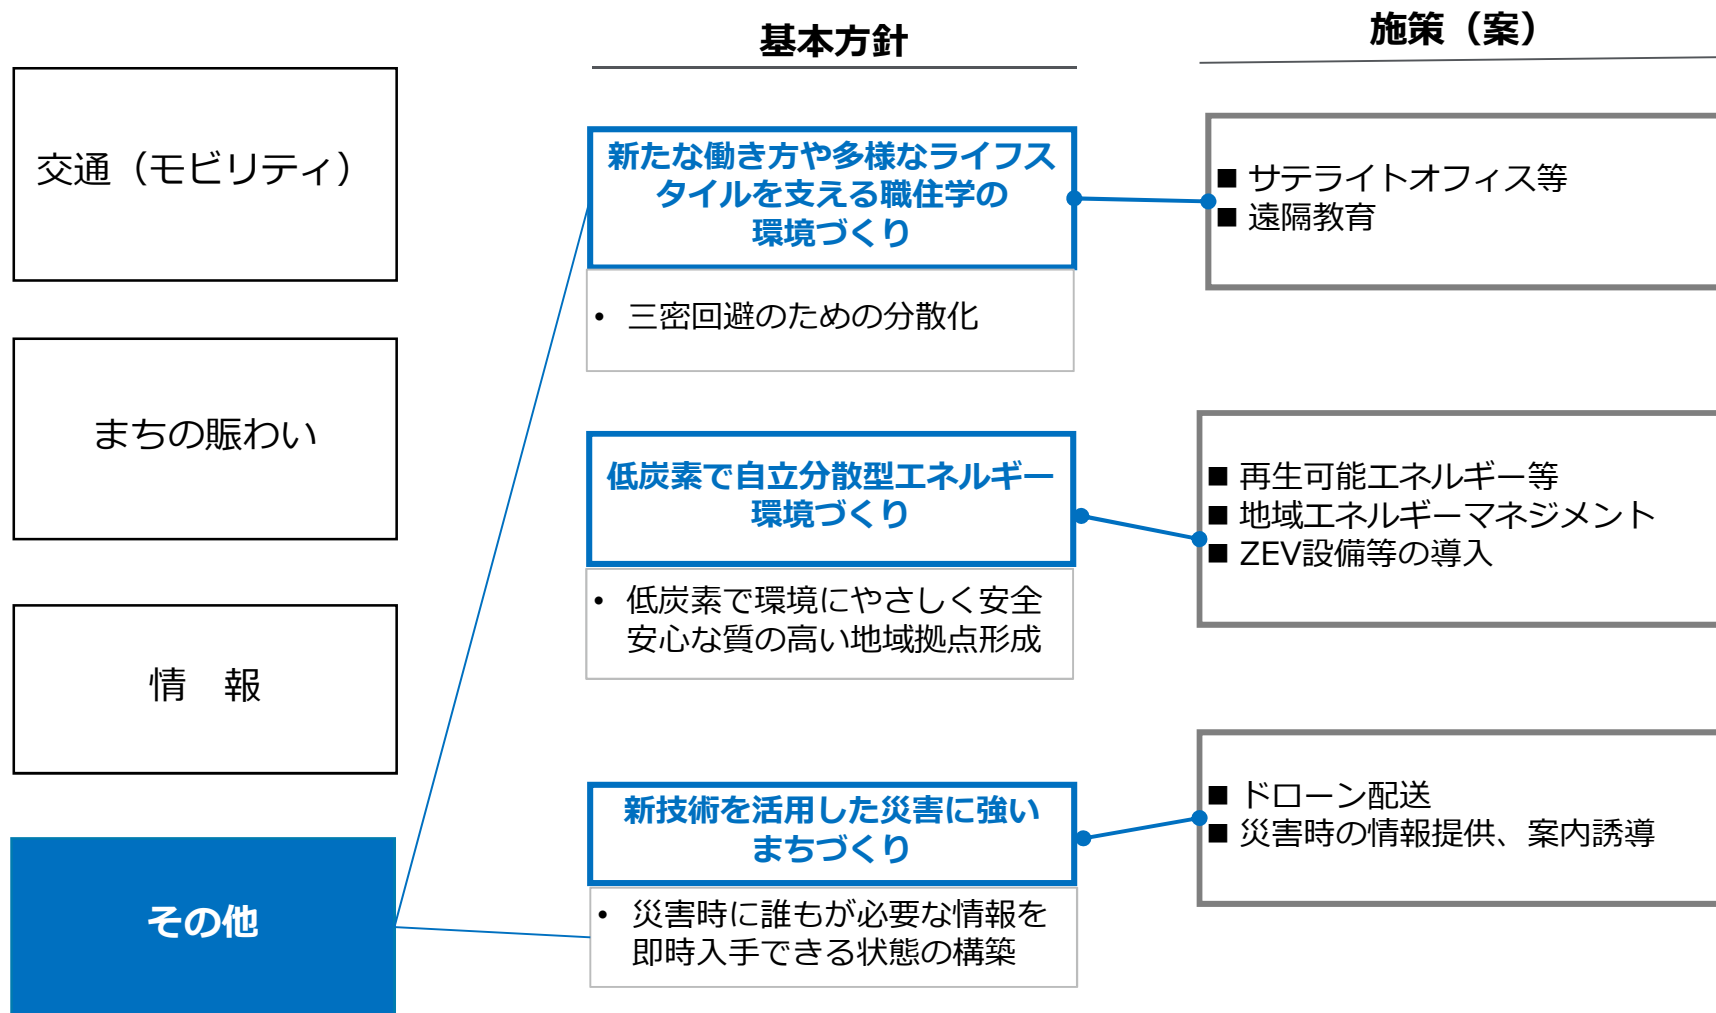 基本方針
施策（案）
交通（モビリティ）
まちの賑わい
情　報
その他
新たな働き方や多様なライフス
タイルを支える職住学の
環境づくり
• 三密回避のための分散化
■ サテライトオフィス等
■ 遠隔教育
低炭素で自立分散型エネルギー
環境づくり
• 低炭素で環境にやさしく安全
安心な質の高い地域拠点形成
■ 再生可能エネルギー等
■ 地域エネルギーマネジメント
■ ZEV設備等の導入
新技術を活用した災害に強い
まちづくり
• 災害時に誰もが必要な情報を
即時入手できる状態の構築
■ ドローン配送
■ 災害時の情報提供、案内誘導